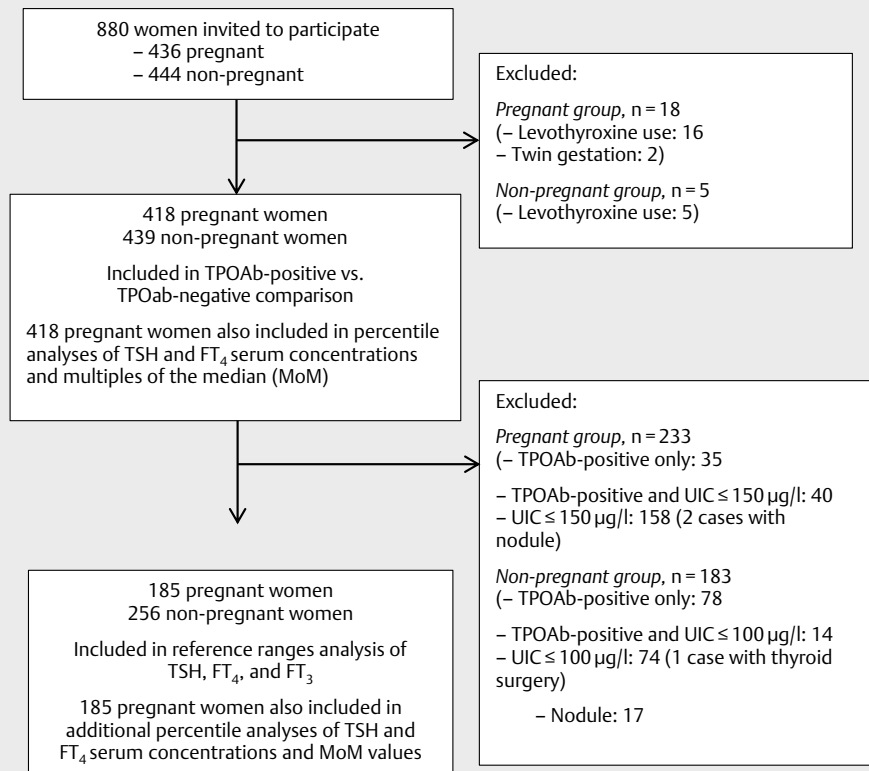 880 women invited to participate
– 436 pregnant
– 444 non-pregnant
Excluded:
Pregnant group, n = 18
(– Levothyroxine use: 16
– Twin gestation: 2)
Non-pregnant group, n = 5
(– Levothyroxine use: 5)
418 pregnant women
439 non-pregnant women
Included in TPOAb-positive vs.
TPOab-negative comparison
418 pregnant women also included in percentile
analyses of TSH and FT₄ serum concentrations
and multiples of the median (MoM)
Excluded:
Pregnant group, n = 233
(– TPOAb-positive only: 35
– TPOAb-positive and UIC ≤ 150 µg/l: 40
– UIC ≤ 150 µg/l: 158 (2 cases with
nodule)
Non-pregnant group, n = 183
(– TPOAb-positive only: 78
– TPOAb-positive and UIC ≤ 100 µg/l: 14
– UIC ≤ 100 µg/l: 74 (1 case with thyroid
surgery)
– Nodule: 17
185 pregnant women
256 non-pregnant women
Included in reference ranges analysis of
TSH, FT₄, and FT₃
185 pregnant women also included in
additional percentile analyses of TSH and
FT₄ serum concentrations and MoM values